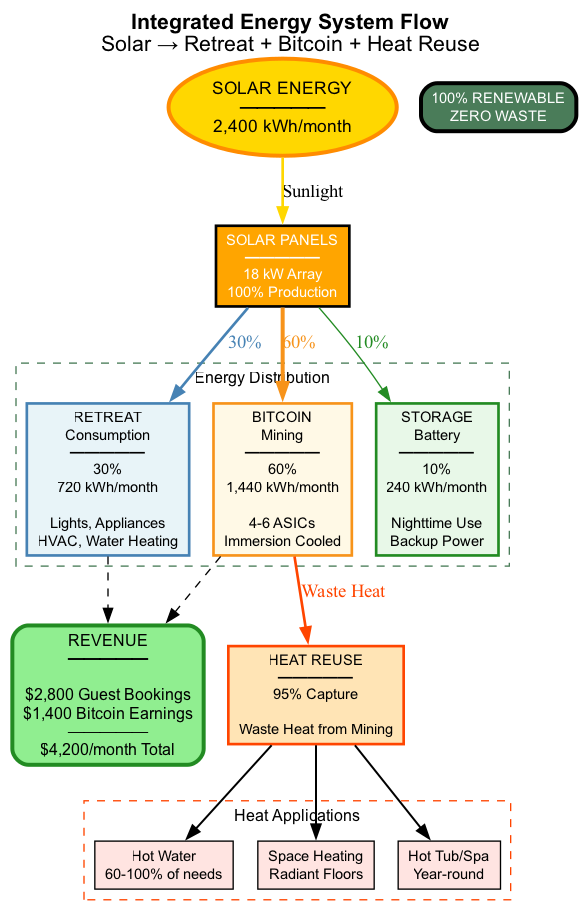 Integrated Energy System Flow
Solar → Retreat + Bitcoin + Heat Reuse
SOLAR ENERGY
2,400 kWh/month
100% RENEWABLE
ZERO WASTE
Sunlight
SOLAR PANELS
18 kW Array
100% Production
30%
60%
10%
Energy Distribution
RETREAT
Consumption
30%
720 kWh/month
Lights, Appliances
HVAC, Water Heating
BITCOIN
Mining
60%
1,440 kWh/month
4-6 ASICs
Immersion Cooled
STORAGE
Battery
10%
240 kWh/month
Nighttime Use
Backup Power
Waste Heat
REVENUE
$2,800 Guest Bookings
$1,400 Bitcoin Earnings
$4,200/month Total
HEAT REUSE
95% Capture
Waste Heat from Mining
Heat Applications
Hot Water
60-100% of needs
Space Heating
Radiant Floors
Hot Tub/Spa
Year-round